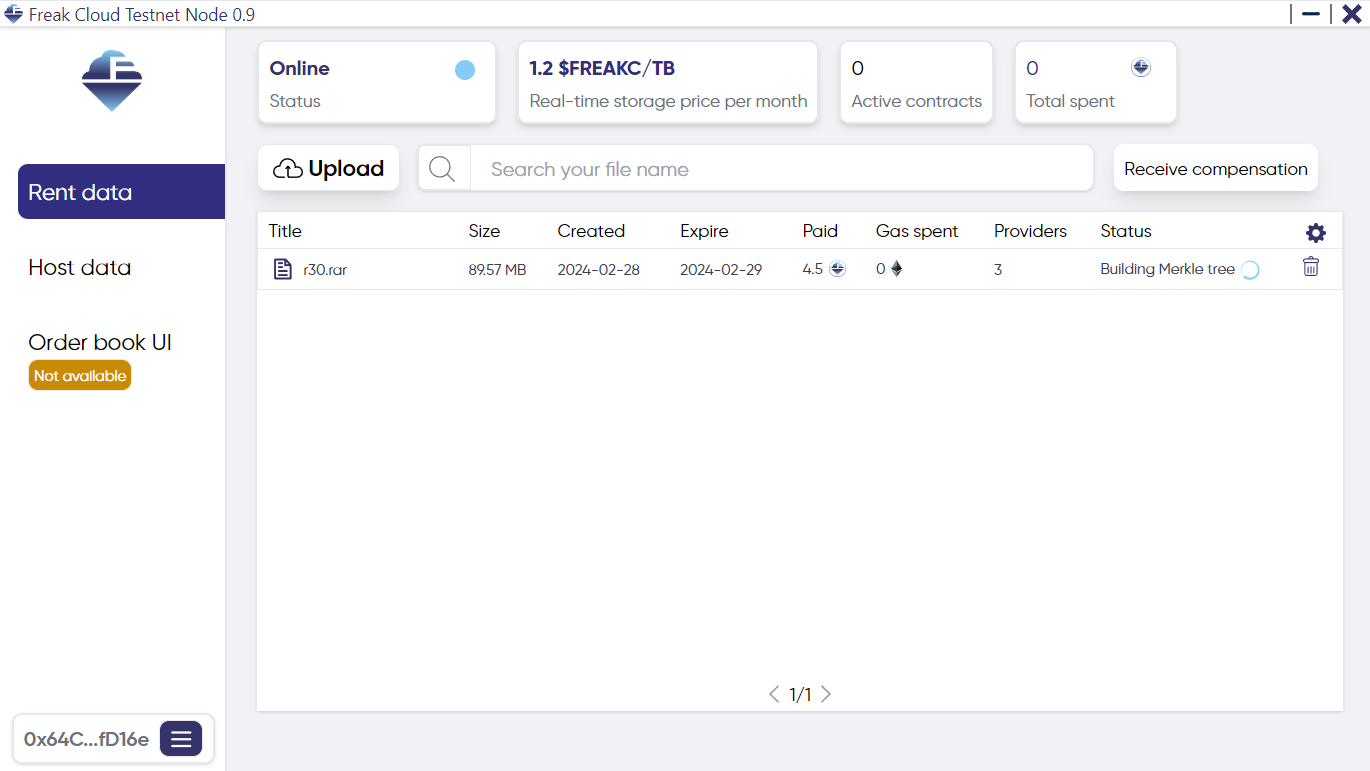 Freak Cloud Testnet Node 0.9
Online
Status
1.2 $FREAKC/TB
Real-time storage price per month
0
Active contracts
0
Total spent
Rent data
Host data
Order book UI
Not available
Upload
Search your file name
Receive compensation
Title Size Created Expire Paid Gas spent Providers Status
r30.rar 89.57 MB 2024-02-28 2024-02-29 4.5 0 3 Building Merkle tree
1/1
0x64C...fD16e